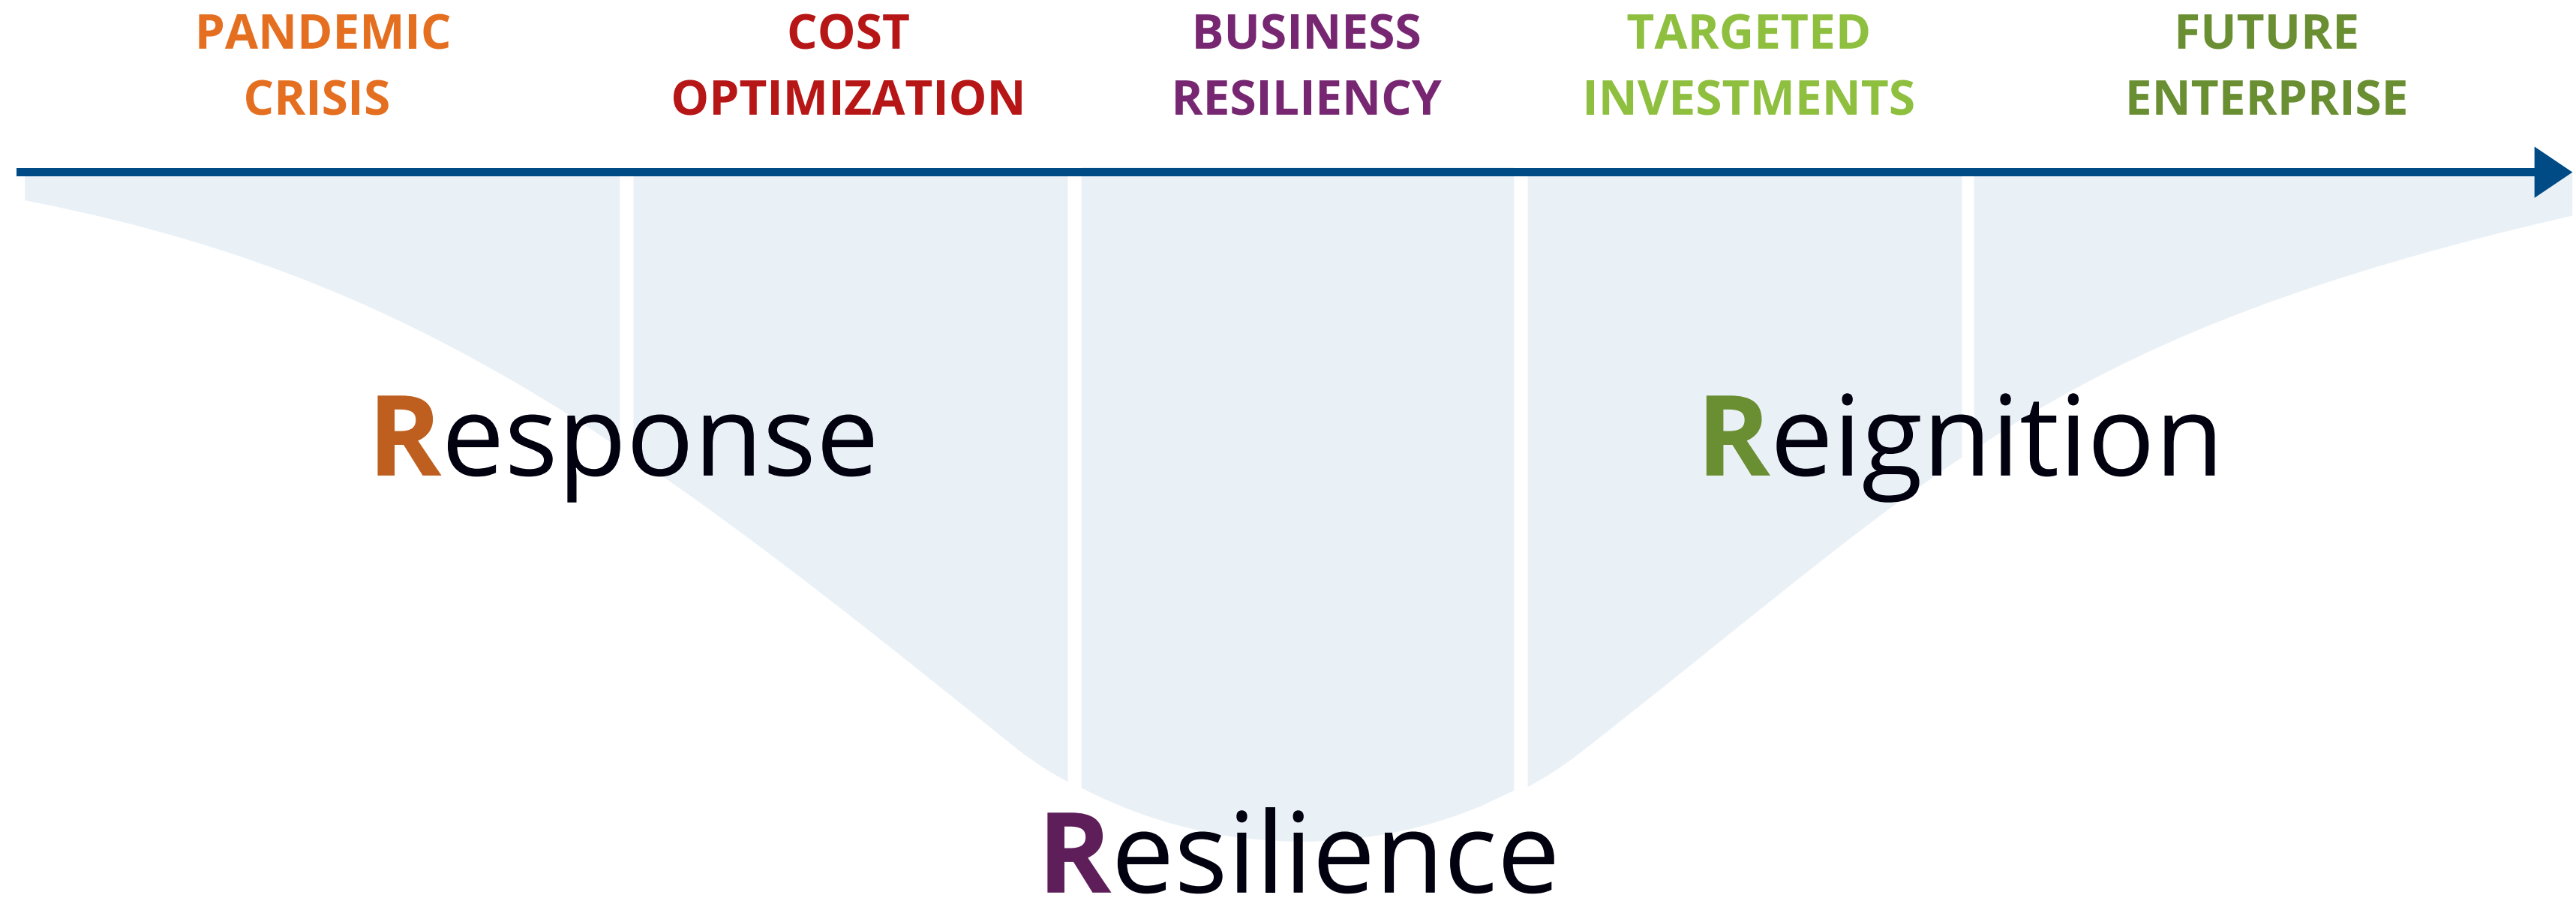 PANDEMIC
CRISIS
COST
OPTIMIZATION
BUSINESS
RESILIENCY
TARGETED
INVESTMENTS
FUTURE
ENTERPRISE
Response
Reignition
Resilience